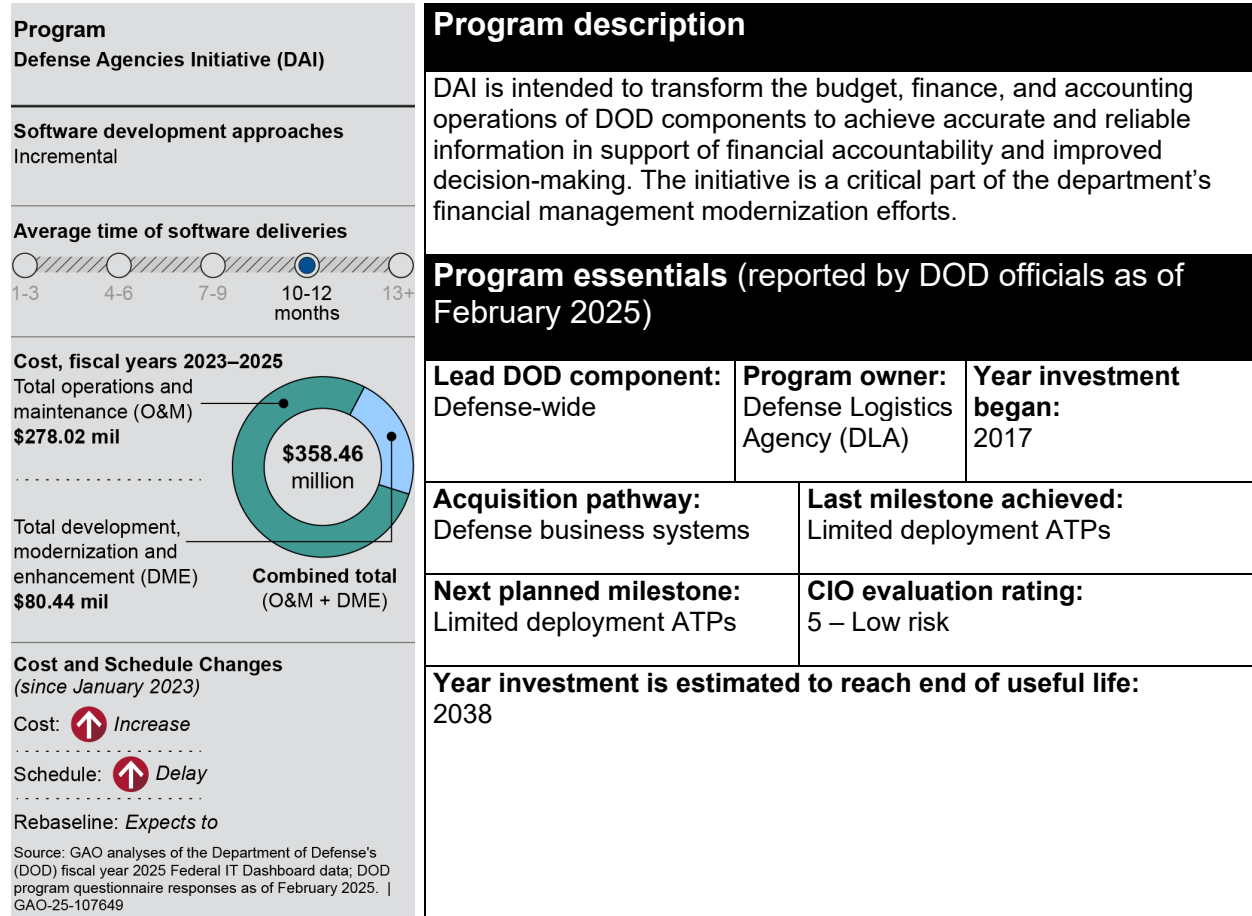 Program
Defense Agencies Initiative (DAI)
Software development approaches
Incremental
Average time of software deliveries
1-3
4-6
7-9
10-12
months
13+
Cost, fiscal years 2023–2025
Total operations and
maintenance (O&M)
$278.02 mil
$358.46
million
Total development,
modernization and
enhancement (DME)
$80.44 mil
Combined total
(O&M + DME)
Cost and Schedule Changes
(since January 2023)
Cost: Increase
Schedule: Delay
Rebaseline: Expects to
Source: GAO analyses of the Department of Defense's
(DOD) fiscal year 2025 Federal IT Dashboard data; DOD
program questionnaire responses as of February 2025. |
GAO-25-107649
Program description
DAI is intended to transform the budget, finance, and accounting
operations of DOD components to achieve accurate and reliable
information in support of financial accountability and improved
decision-making. The initiative is a critical part of the department’s
financial management modernization efforts.
Program essentials (reported by DOD officials as of
February 2025)
Lead DOD component:
Defense-wide
Program owner:
Defense Logistics
Agency (DLA)
Year investment
began:
2017
Acquisition pathway:
Defense business systems
Last milestone achieved:
Limited deployment ATPs
Next planned milestone:
Limited deployment ATPs
CIO evaluation rating:
5 – Low risk
Year investment is estimated to reach end of useful life:
2038